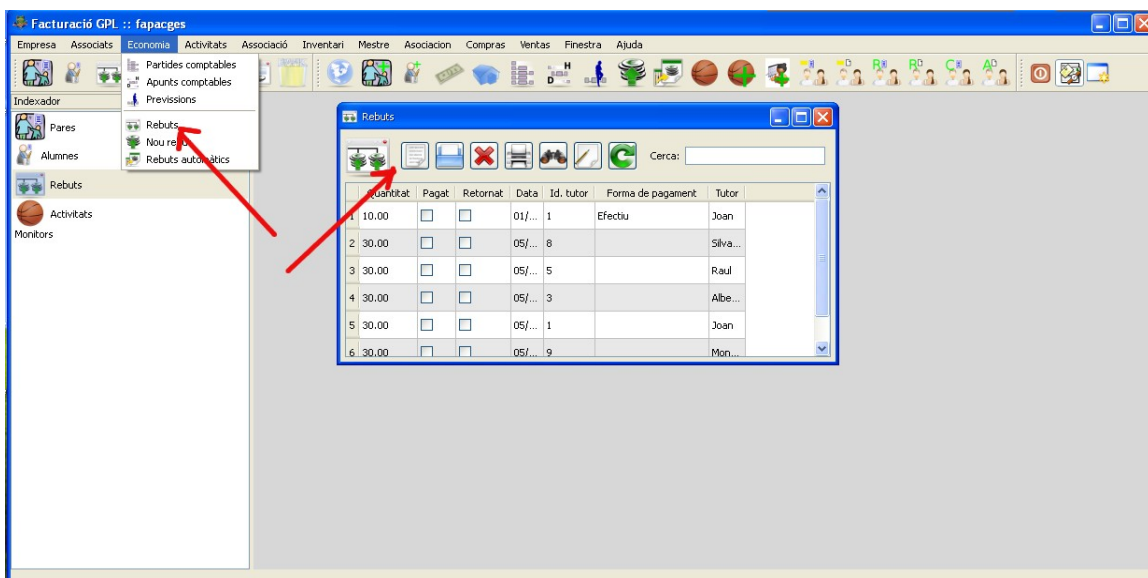 Facturació GPL :: fapacges
Empresa Associats Economia Activitats Associació Inventari Mestre Asociacion Compras Ventas Finestra Ajuda
Partides comptables
Apunts comptables
Previssions
Rebuts
Nou
Rebuts automàtics
Indexador
Pares
Alumnes
Rebuts
Activitats
Monitors
Rebuts
Cerca:
Quantitat Pagat Retornat Data Id. tutor Forma de pagament Tutor
1 10.00 01/... 1 Efectiu Joan
2 30.00 05/... 8 Silva...
3 30.00 05/... 5 Raul
4 30.00 05/... 3 Albe...
5 30.00 05/... 1 Joan
6 30.00 05/... 9 Mon...